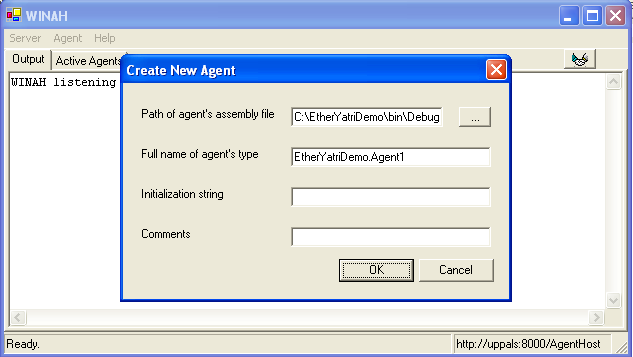 WINAH
Server Agent Help
Output Active Agents
WINAH listening
Create New Agent
Path of agent's assembly file C:\EtherYatriDemo\bin\Debug ...
Full name of agent's type EtherYatriDemo.Agent1
Initialization string
Comments
OK Cancel
Ready. http://uppals:8000/AgentHost